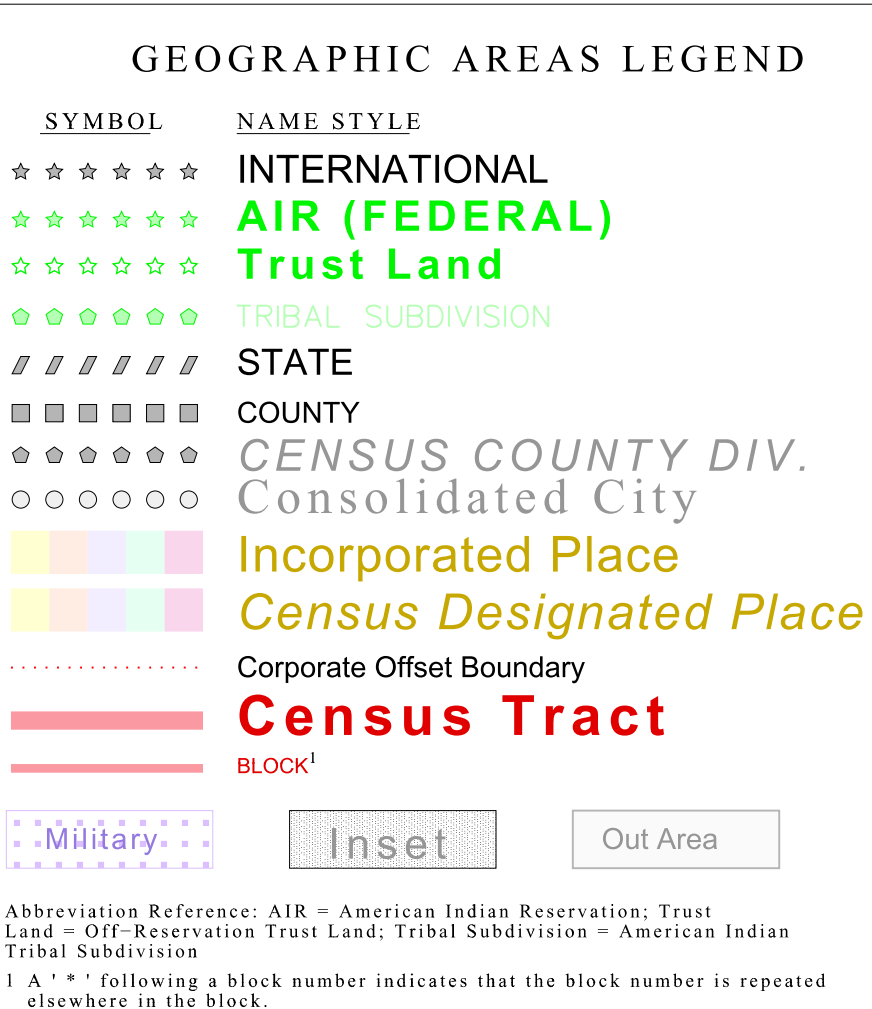 GEOGRAPHIC AREAS LEGEND
SYMBOL NAME STYLE
INTERNATIONAL
AIR (FEDERAL)
Trust Land
TRIBAL SUBDIVISION
STATE
COUNTY
CENSUS COUNTY DIV.
Consolidated City
Incorporated Place
Census Designated Place
Corporate Offset Boundary
Census Tract
BLOCK¹
Military Inset Out Area
Abbreviation Reference: AIR = American Indian Reservation; Trust
Land = Off−Reservation Trust Land; Tribal Subdivision = American Indian
Tribal Subdivision
1 A ' * ' following a block number indicates that the block number is repeated
elsewhere in the block.